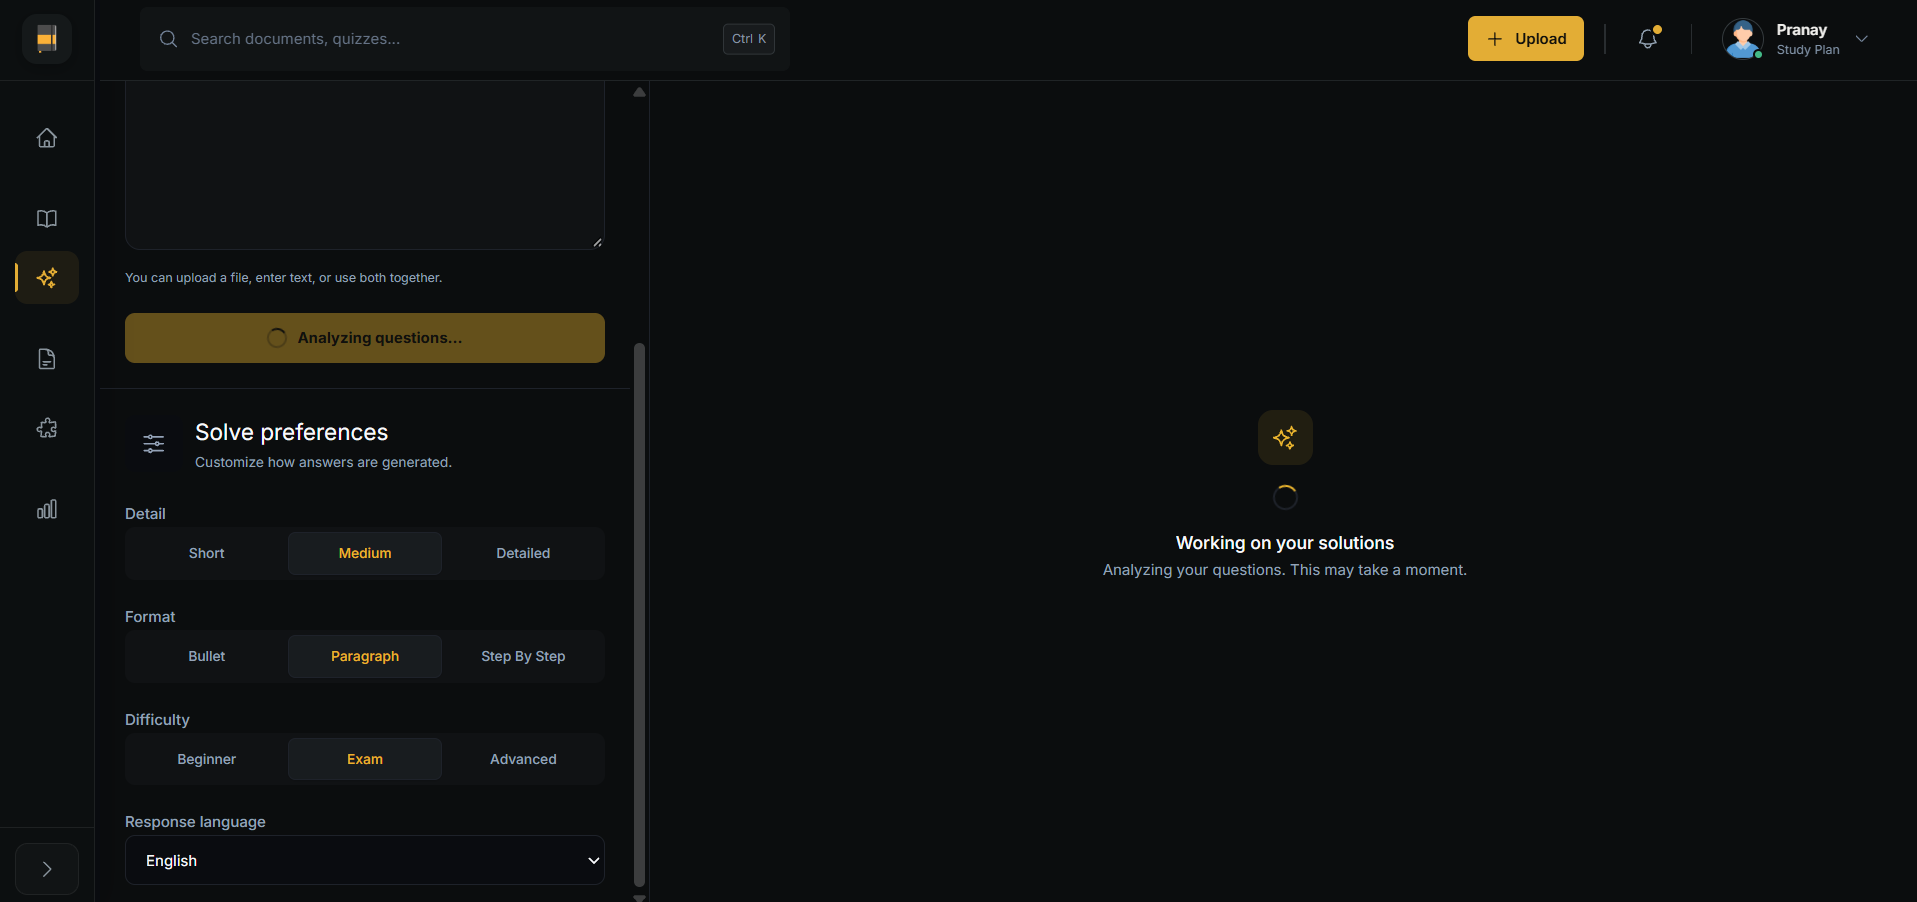 Search documents, quizzes...
Ctrl K
Upload
Pranay
Study Plan
You can upload a file, enter text, or use both together.
Analyzing questions...
Solve preferences
Customize how answers are generated.
Detail
Short Medium Detailed
Format
Bullet Paragraph Step By Step
Difficulty
Beginner Exam Advanced
Response language
English
Working on your solutions
Analyzing your questions. This may take a moment.